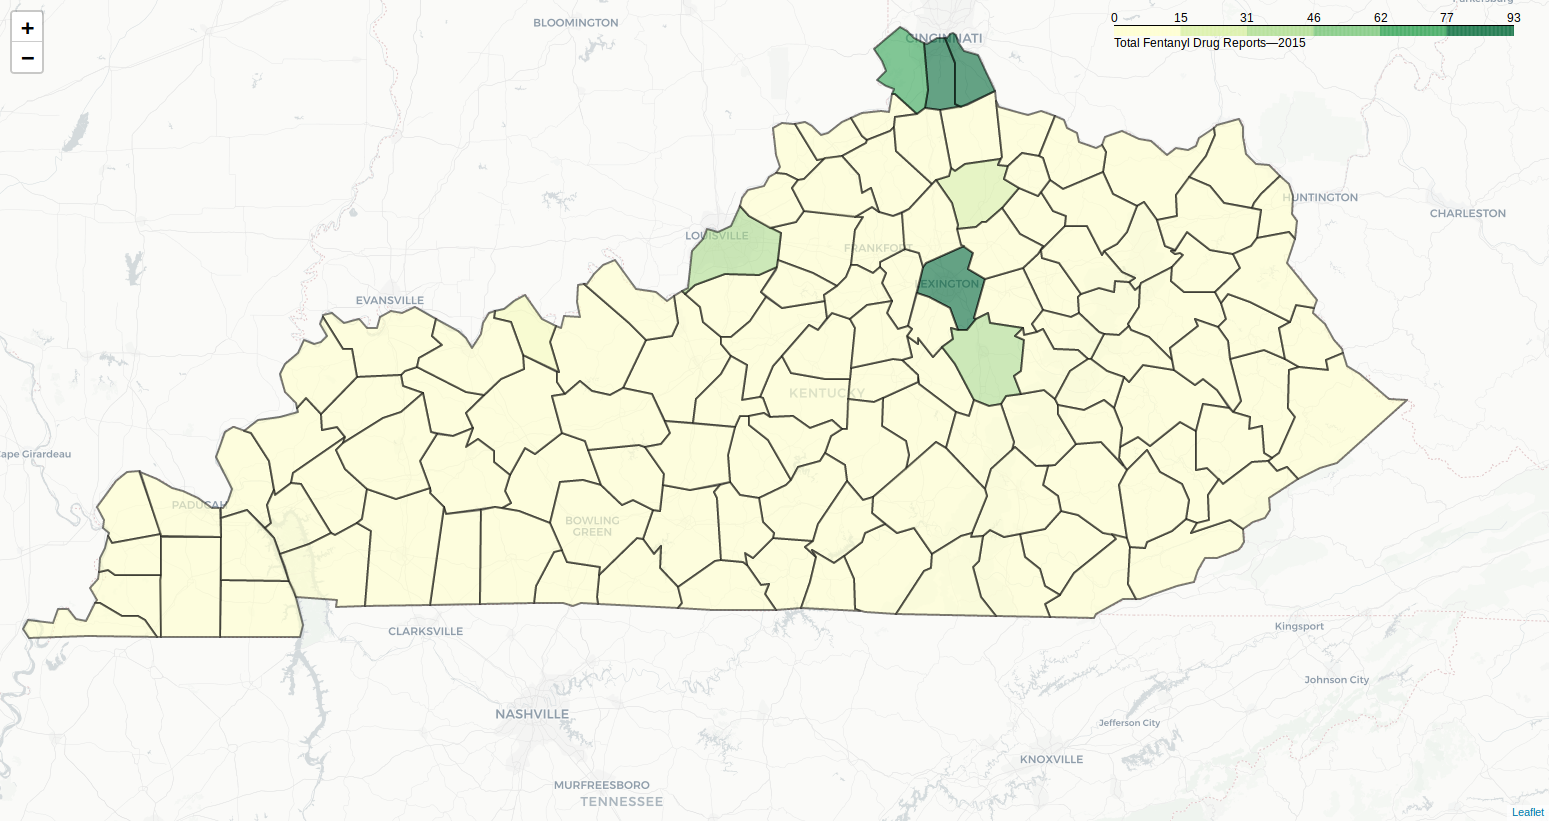 +
−
0 15 31 46 62 77 93
Total Fentanyl Drug Reports—2015
BLOOMINGTON
CINCINNATI
HUNTINGTON
CHARLESTON
LOUISVILLE
FRANKFORT
LEXINGTON
EVANSVILLE
KENTUCKY
Cape Girardeau
PADUCAH
BOWLING
GREEN
CLARKSVILLE
Kingsport
Johnson City
NASHVILLE
Jefferson City
KNOXVILLE
MURFREESBORO
TENNESSEE
Leaflet